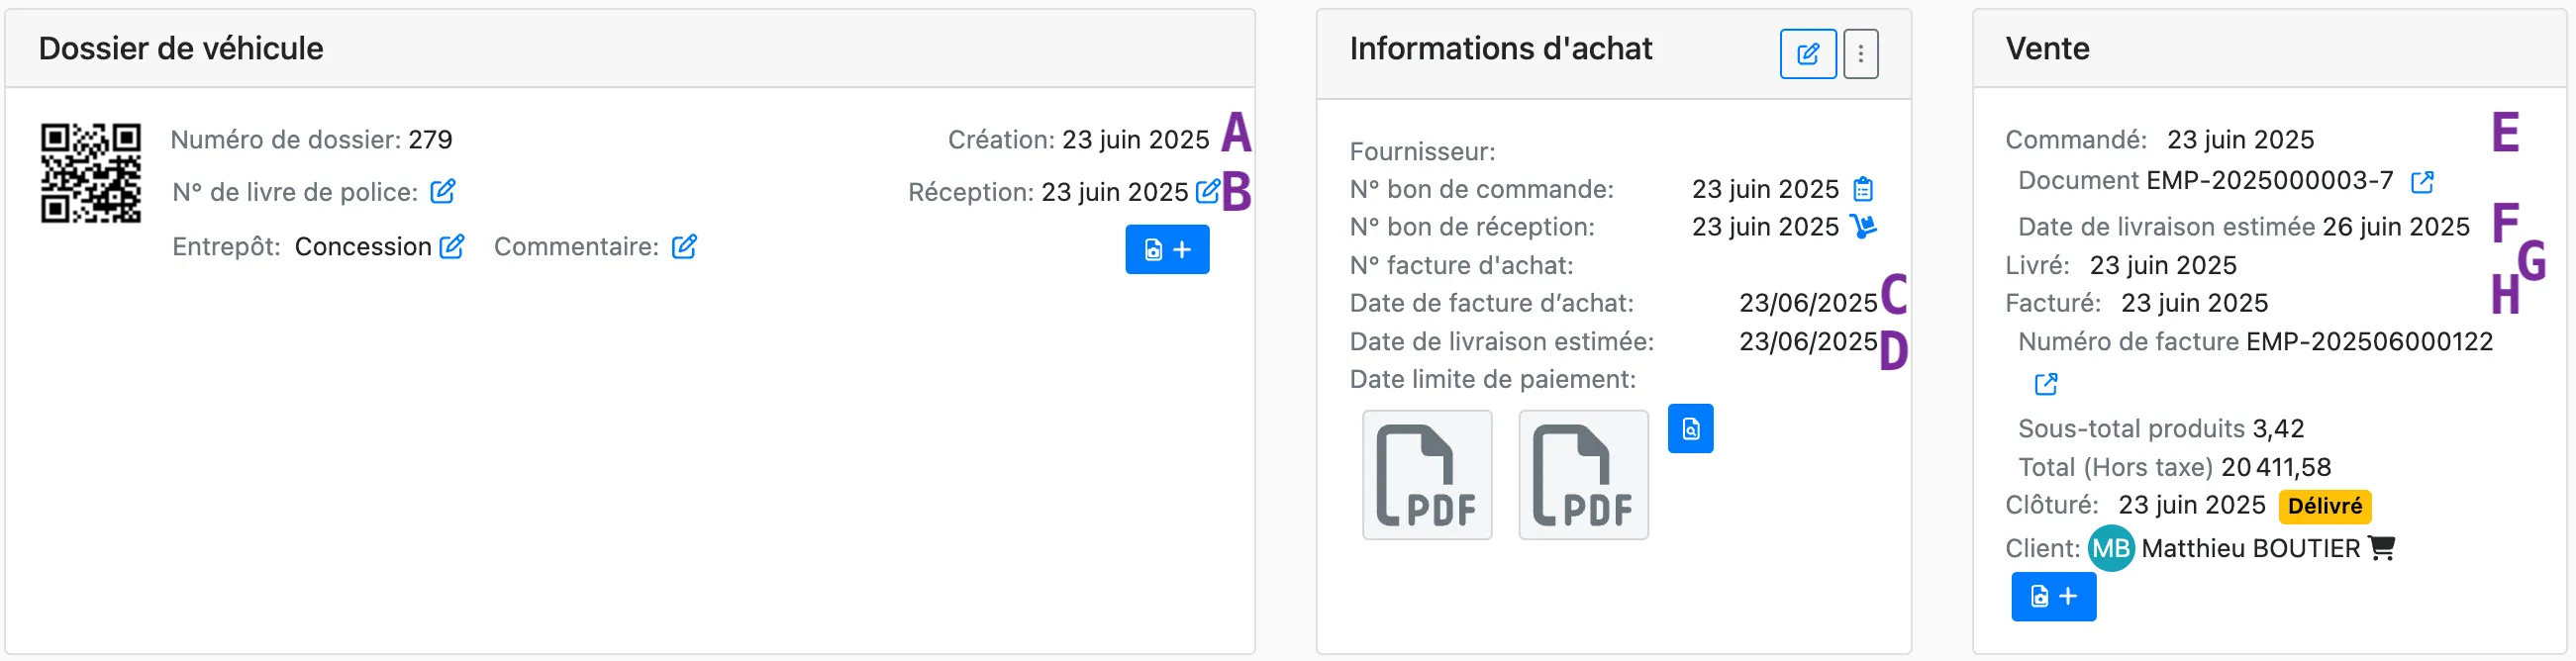 Dossier de véhicule
Numéro de dossier: 279
Création: 23 juin 2025 A
N° de livre de police:
Réception: 23 juin 2025 B
Entrepôt: Concession
Commentaire:
+
Informations d'achat
Fournisseur:
N° bon de commande: 23 juin 2025
N° bon de réception: 23 juin 2025
N° facture d'achat:
Date de facture d’achat: 23/06/2025 C
Date de livraison estimée: 23/06/2025 D
Date limite de paiement:
PDF PDF
Vente
Commandé: 23 juin 2025 E
Document EMP-2025000003-7
Date de livraison estimée 26 juin 2025 F
Livré: 23 juin 2025 G
Facturé: 23 juin 2025 H
Numéro de facture EMP-202506000122
Sous-total produits 3,42
Total (Hors taxe) 20 411,58
Clôturé: 23 juin 2025 Délivré
Client: MB Matthieu BOUTIER
+